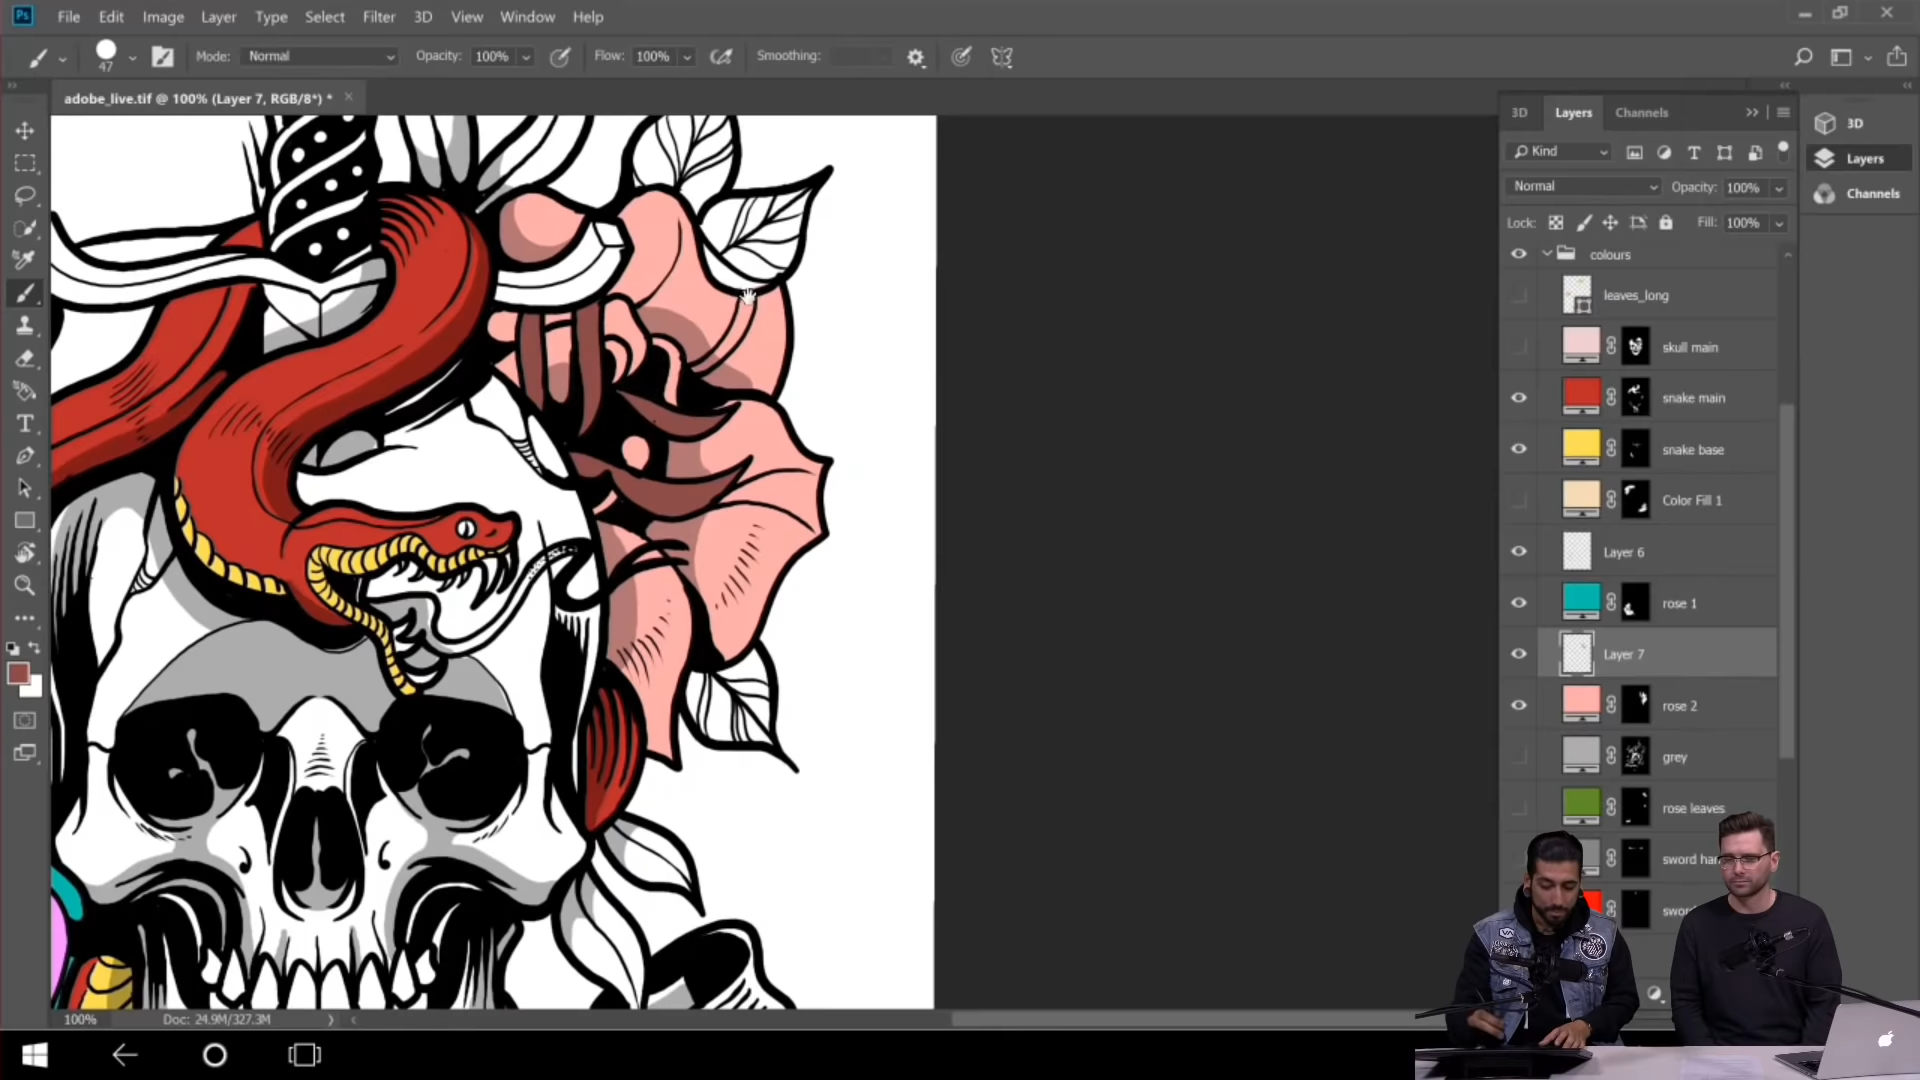 Ps File Edit Image Layer Type Select Filter 3D View Window Help
47 Mode: Normal Opacity: 100% Flow: 100% Smoothing:
adobe_live.tif @ 100% (Layer 7, RGB/8*) *
3D Layers Channels
3D
Kind
Layers
Normal Opacity: 100%
Channels
Lock: Fill: 100%
colours
leaves_long
skull main
snake main
snake base
Color Fill 1
Layer 6
rose 1
Layer 7
rose 2
grey
rose leaves
sword han
swor
100% Doc: 24.9M/327.3M